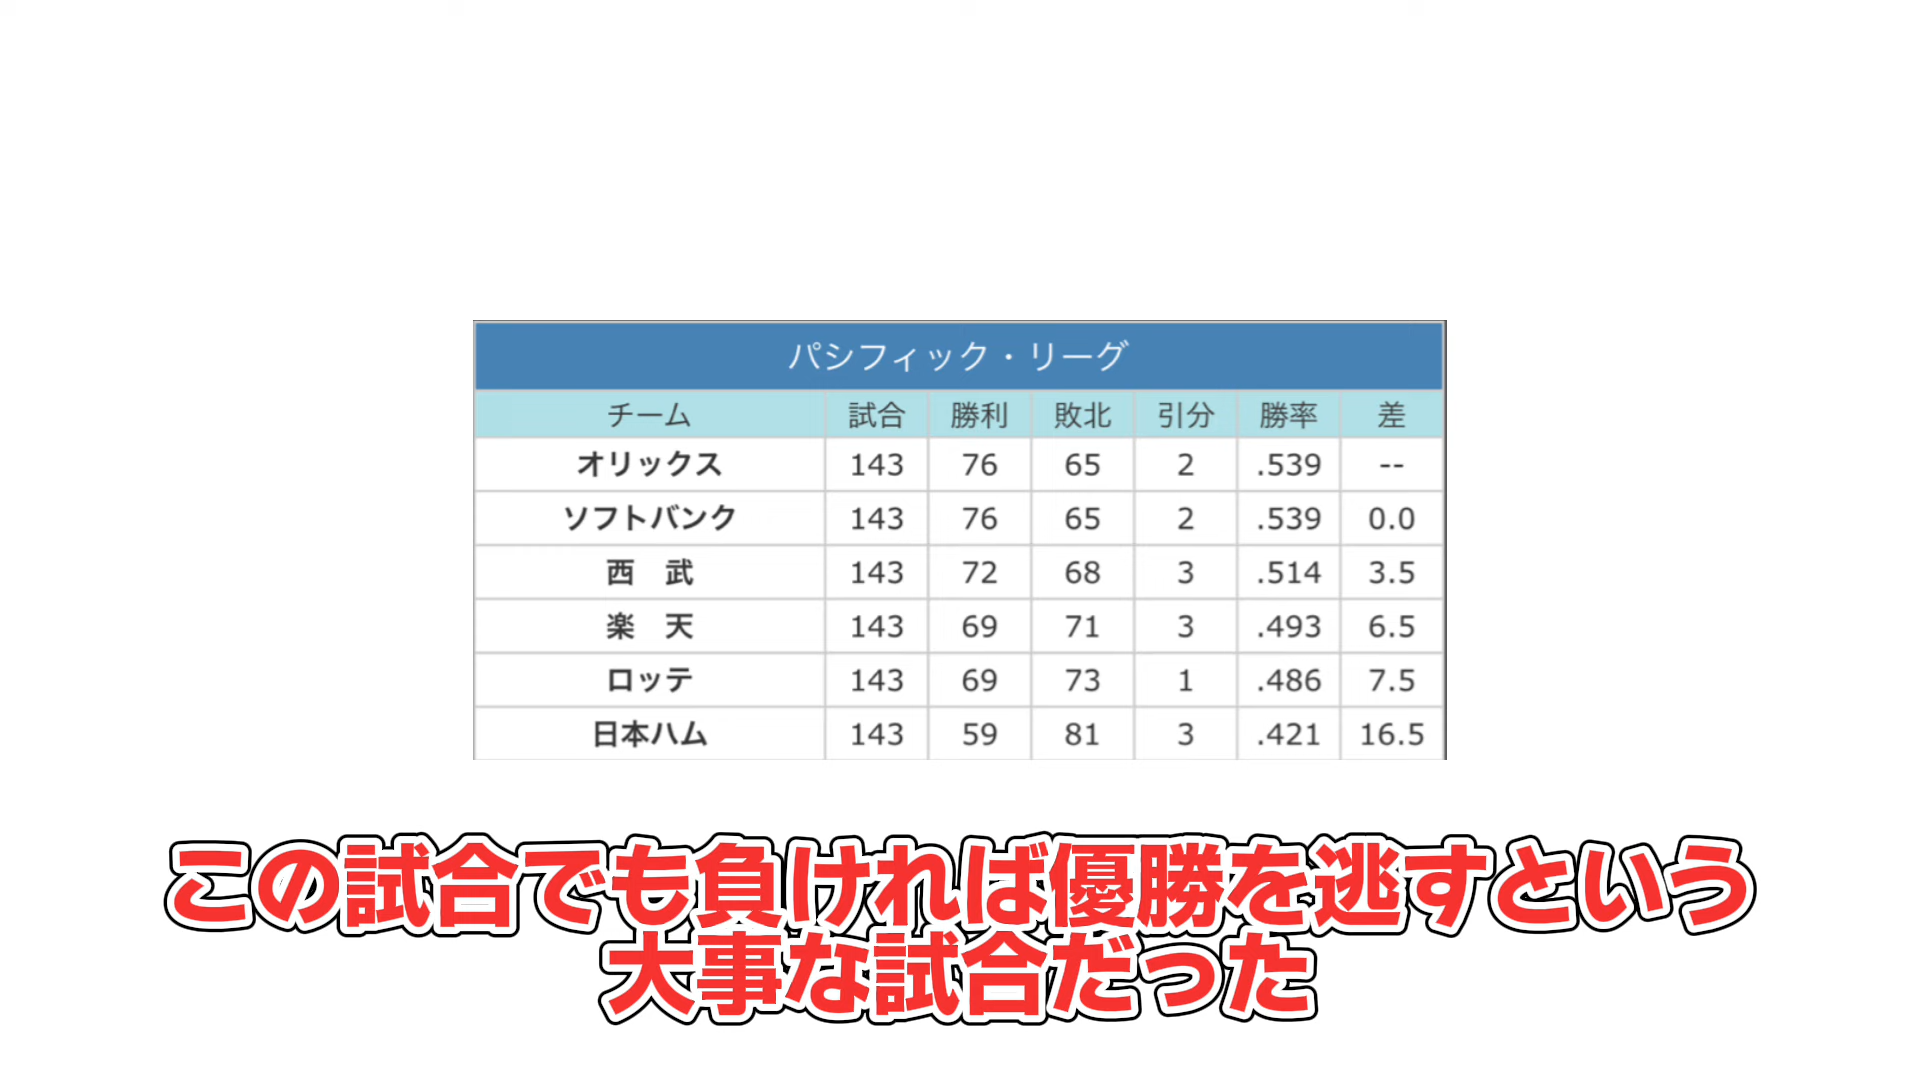 パシフィック・リーグ
チーム 試合 勝利 敗北 引分 勝率 差
オリックス 143 76 65 2 .539 --
ソフトバンク 143 76 65 2 .539 0.0
西　武 143 72 68 3 .514 3.5
楽　天 143 69 71 3 .493 6.5
ロッテ 143 69 73 1 .486 7.5
日本ハム 143 59 81 3 .421 16.5
この試合でも負ければ優勝を逃すという
大事な試合だった